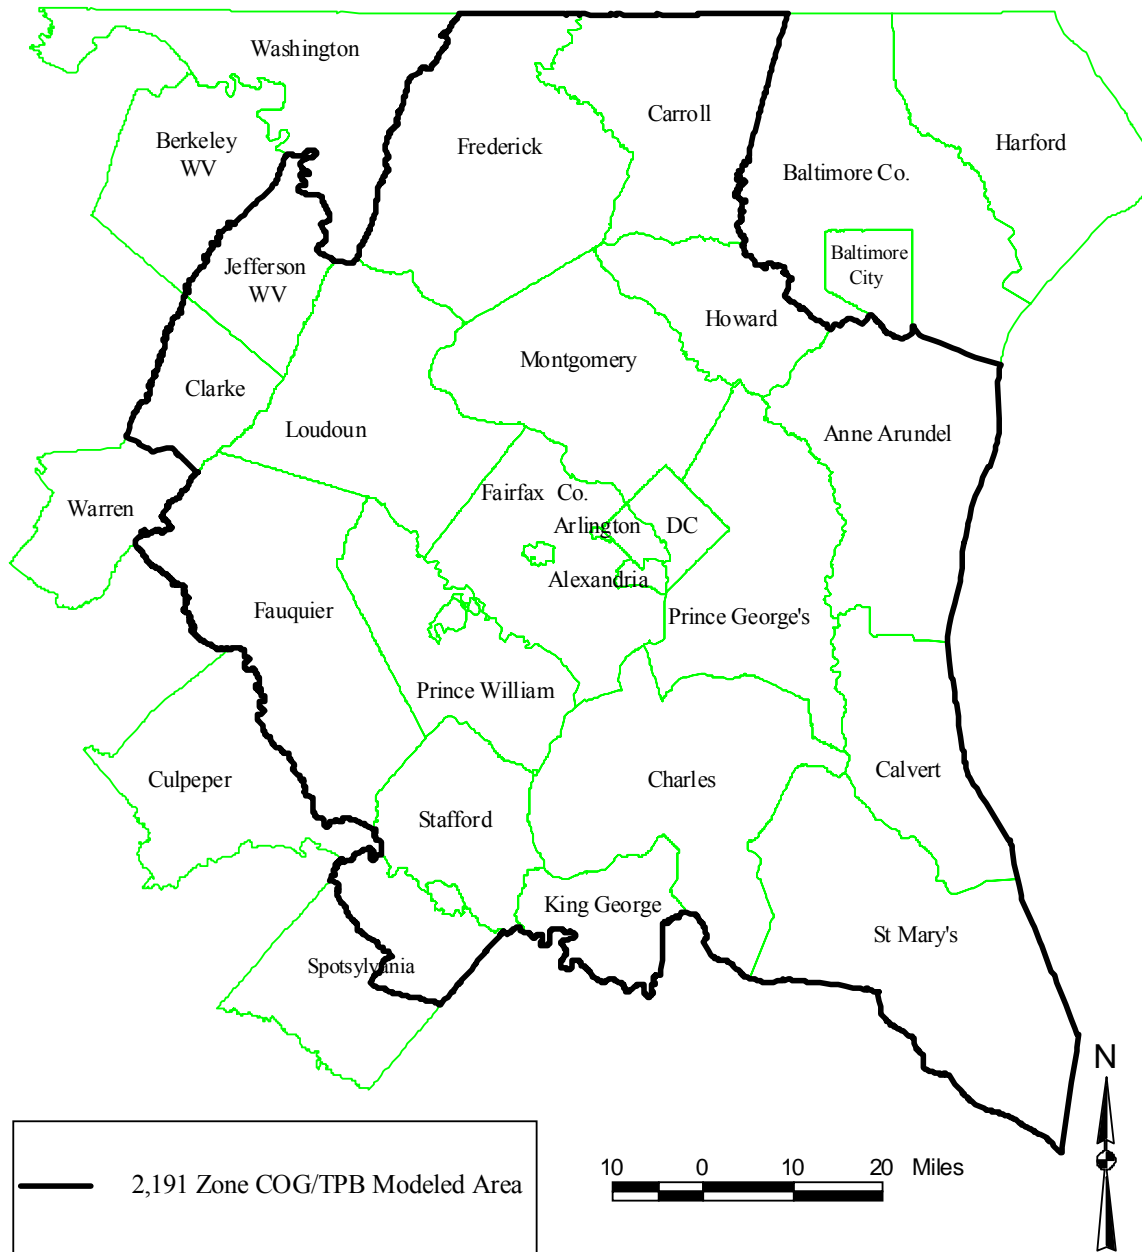 Washington
Carroll
Frederick
Harford
Berkeley
WV
Baltimore Co.
Baltimore
City
Jefferson
WV
Howard
Montgomery
Clarke
Loudoun
Anne Arundel
Fairfax Co.
Warren
Arlington
DC
Alexandria
Fauquier
Prince George's
Prince William
Culpeper
Charles
Calvert
Stafford
King George
St Mary's
Spotsylvania
N
10 0 10 20 Miles
2,191 Zone COG/TPB Modeled Area